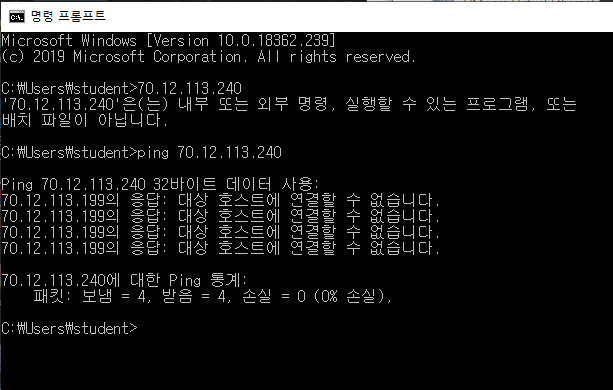 명령 프롬프트
Microsoft Windows [Version 10.0.18362.239]
(c) 2019 Microsoft Corporation. All rights reserved.
C:₩Users₩student>70.12.113.240
'70.12.113.240'은(는) 내부 또는 외부 명령, 실행할 수 있는 프로그램, 또는
배치 파일이 아닙니다.
C:₩Users₩student>ping 70.12.113.240
Ping 70.12.113.240 32바이트 데이터 사용:
70.12.113.199의 응답: 대상 호스트에 연결할 수 없습니다.
70.12.113.199의 응답: 대상 호스트에 연결할 수 없습니다.
70.12.113.199의 응답: 대상 호스트에 연결할 수 없습니다.
70.12.113.199의 응답: 대상 호스트에 연결할 수 없습니다.
70.12.113.240에 대한 Ping 통계:
패킷: 보냄 = 4, 받음 = 4, 손실 = 0 (0% 손실),
C:₩Users₩student>